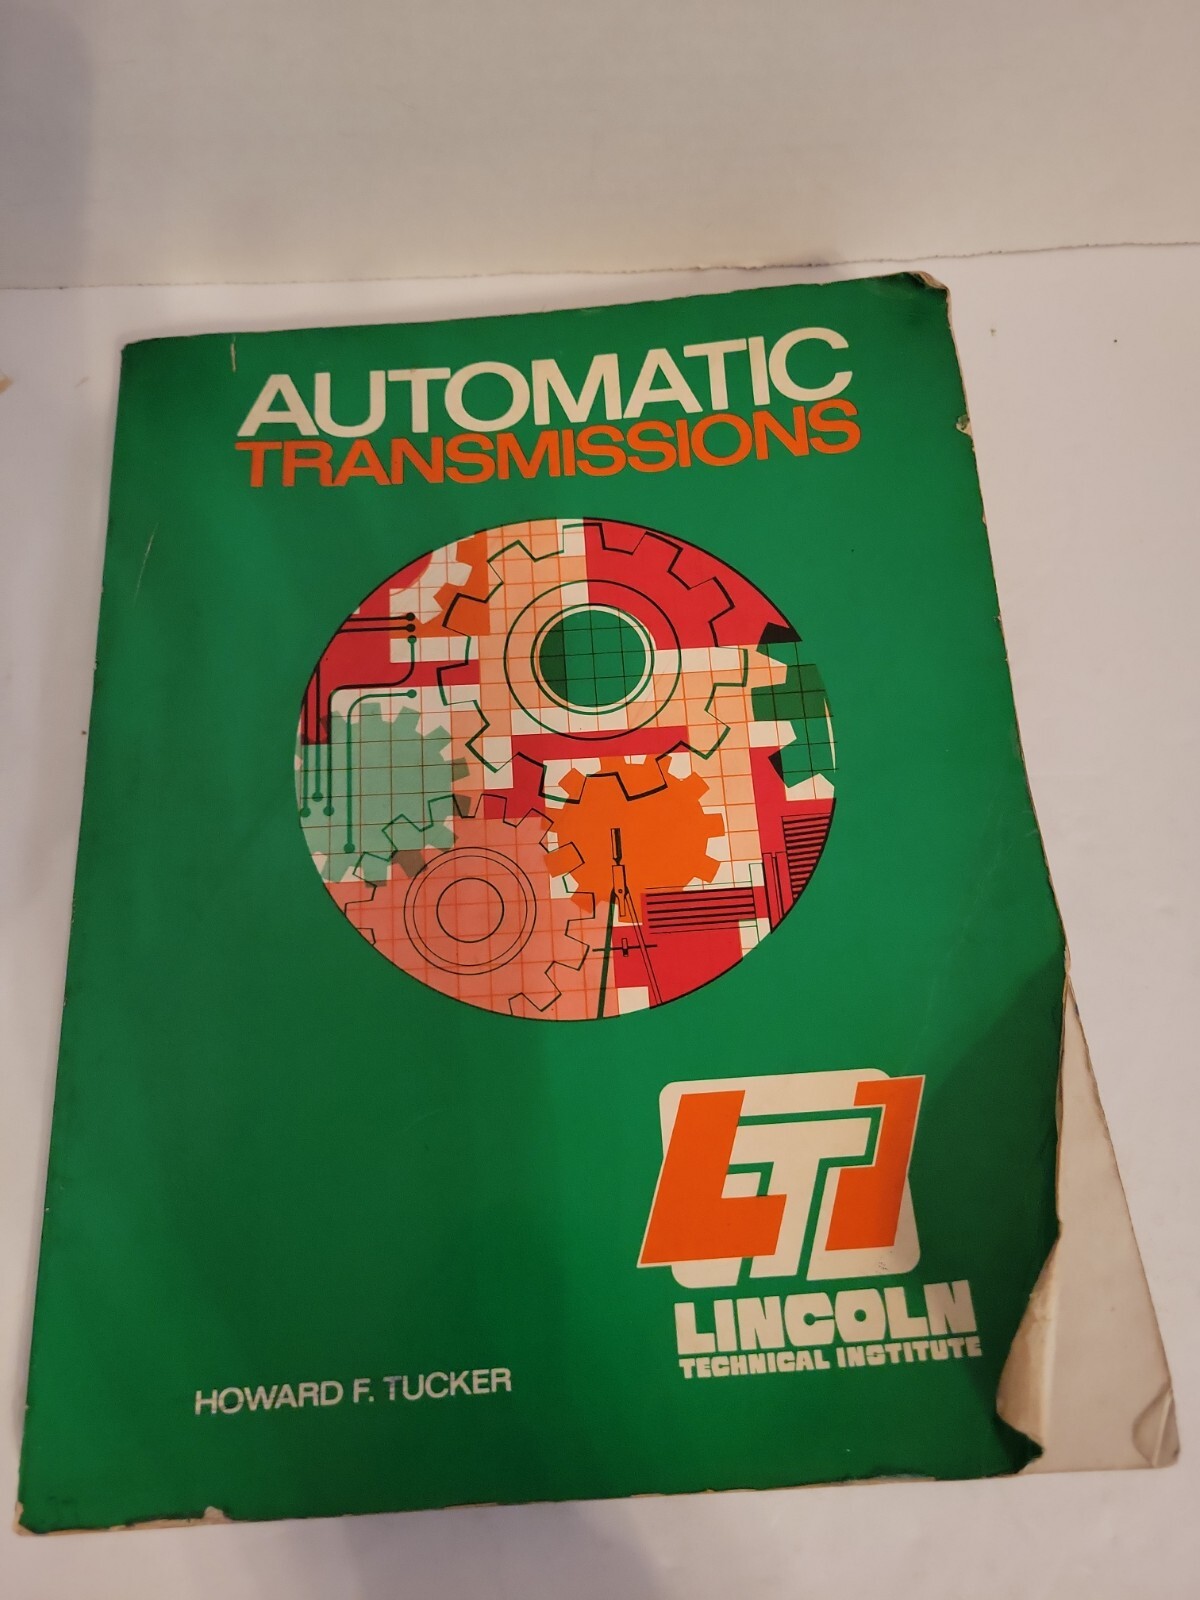 AUTOMATIC
TRANSMISSIONS
LTI
LINCOLN
TECHNICAL INSTITUTE
HOWARD F. TUCKER